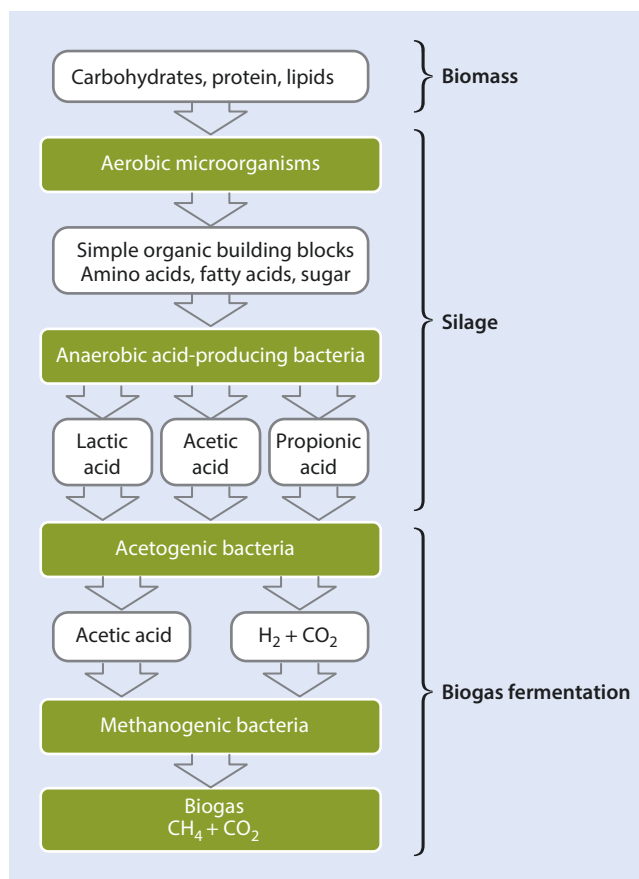 Carbohydrates, protein, lipids
Biomass
Aerobic microorganisms
Simple organic building blocks
Amino acids, fatty acids, sugar
Silage
Anaerobic acid-producing bacteria
Lactic
acid
Acetic
acid
Propionic
acid
Acetogenic bacteria
Acetic acid
H₂ + CO₂
Biogas fermentation
Methanogenic bacteria
Biogas
CH₄ + CO₂